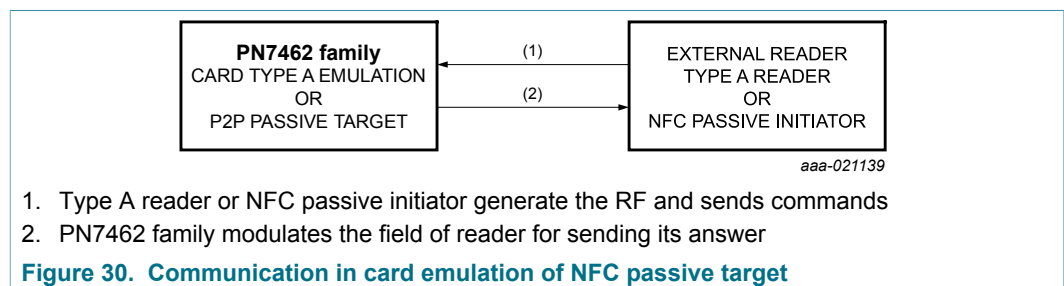 PN7462 family
CARD TYPE A EMULATION
OR
P2P PASSIVE TARGET
(1)
(2)
EXTERNAL READER
TYPE A READER
OR
NFC PASSIVE INITIATOR
aaa-021139
1. Type A reader or NFC passive initiator generate the RF and sends commands
2. PN7462 family modulates the field of reader for sending its answer
Figure 30. Communication in card emulation of NFC passive target